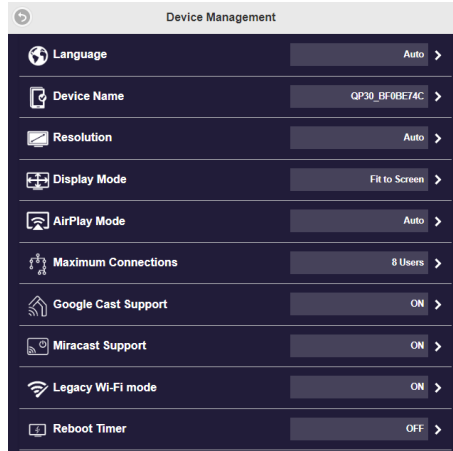 Device Management
Language Auto
Device Name QP30_BF0BE74C
Resolution Auto
Display Mode Fit to Screen
AirPlay Mode Auto
Maximum Connections 8 Users
Google Cast Support ON
Miracast Support ON
Legacy Wi-Fi mode ON
Reboot Timer OFF